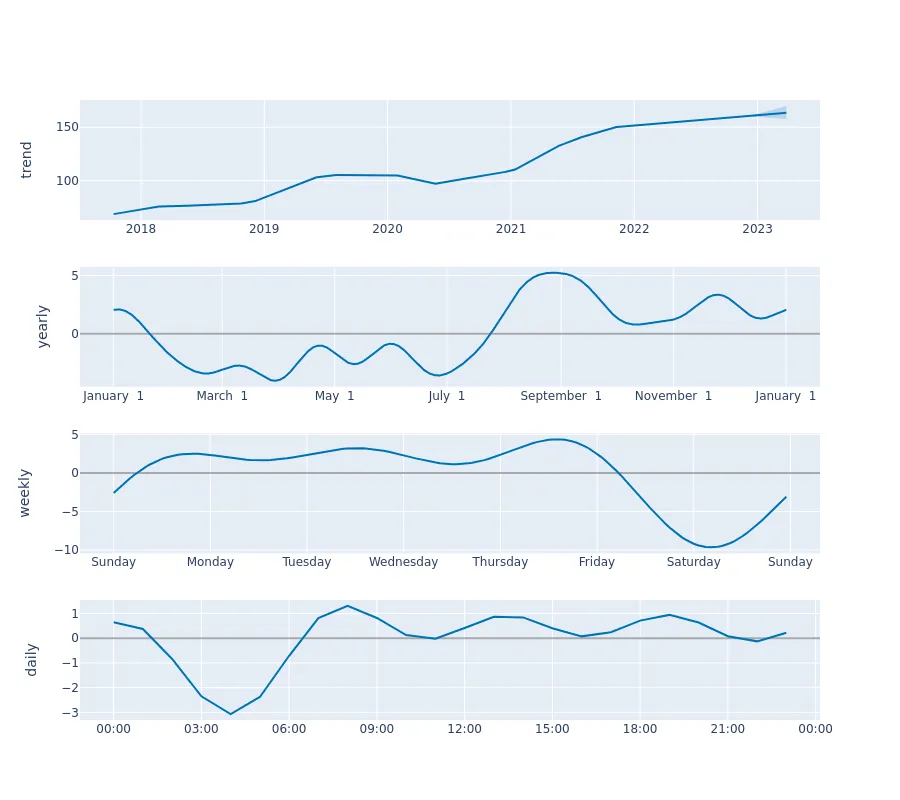 trend
150
100
2018 2019 2020 2021 2022 2023
yearly
5
0
January 1 March 1 May 1 July 1 September 1 November 1 January 1
weekly
5
0
−5
−10
Sunday Monday Tuesday Wednesday Thursday Friday Saturday Sunday
daily
1
0
−1
−2
−3
00:00 03:00 06:00 09:00 12:00 15:00 18:00 21:00 00:00